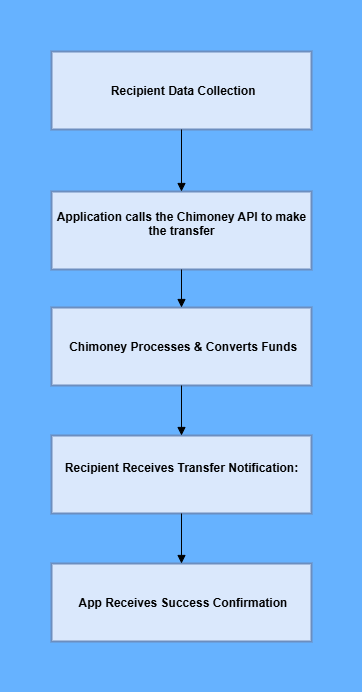 Recipient Data Collection
Application calls the Chimoney API to make
the transfer
Chimoney Processes & Converts Funds
Recipient Receives Transfer Notification:
App Receives Success Confirmation